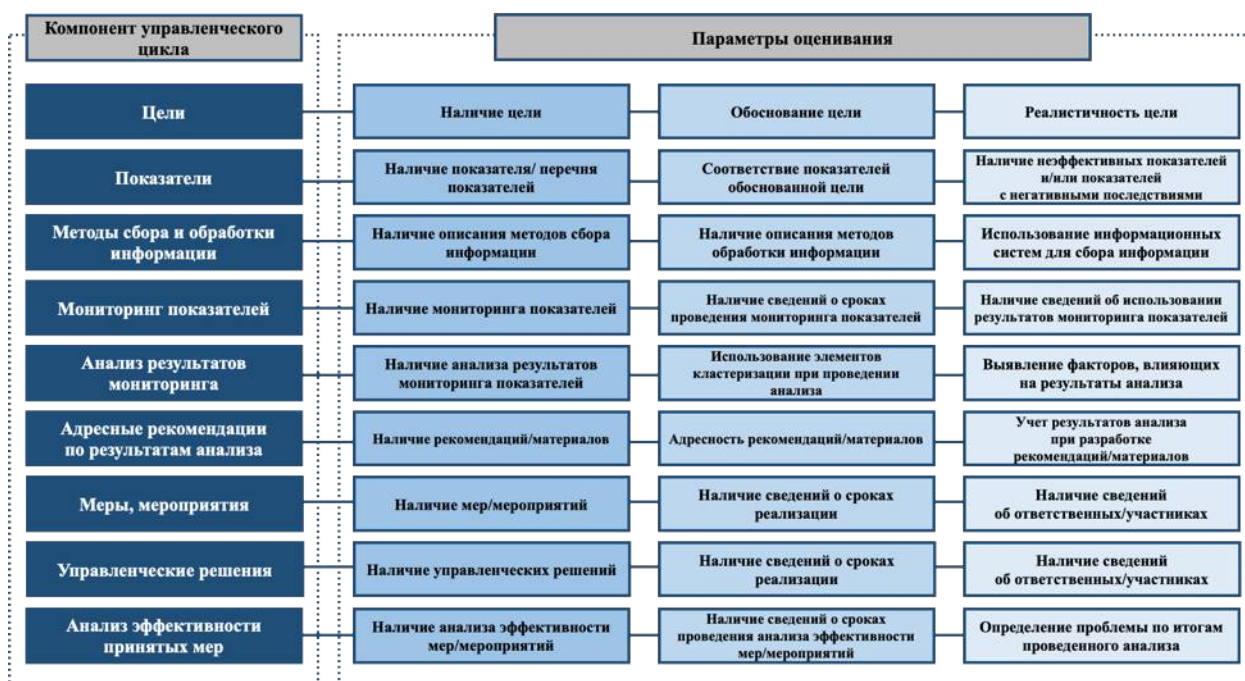 Компонент управленческого
цикла
Параметры оценивания
Цели
Наличие цели
Обоснование цели
Реалистичность цели
Показатели
Наличие показателя/ перечня
показателей
Соответствие показателей
обоснованной цели
Наличие неэффективных показателей
и/или показателей
с негативными последствиями
Методы сбора и обработки
информации
Наличие описания методов сбора
информации
Наличие описания методов
обработки информации
Использование информационных
систем для сбора информации
Мониторинг показателей
Наличие мониторинга показателей
Наличие сведений о сроках
проведения мониторинга показателей
Наличие сведений об использовании
результатов мониторинга показателей
Анализ результатов
мониторинга
Наличие анализа результатов
мониторинга показателей
Использование элементов
кластеризации при проведении
анализа
Выявление факторов, влияющих
на результаты анализа
Адресные рекомендации
по результатам анализа
Наличие рекомендаций/материалов
Адресность рекомендаций/материалов
Учет результатов анализа
при разработке
рекомендаций/материалов
Меры, мероприятия
Наличие мер/мероприятий
Наличие сведений о сроках
реализации
Наличие сведений
об ответственных/участниках
Управленческие решения
Наличие управленческих решений
Наличие сведений о сроках
реализации
Наличие сведений
об ответственных/участниках
Анализ эффективности
принятых мер
Наличие анализа эффективности
мер/мероприятий
Наличие сведений о сроках
проведения анализа эффективности
мер/мероприятий
Определение проблемы по итогам
проведенного анализа